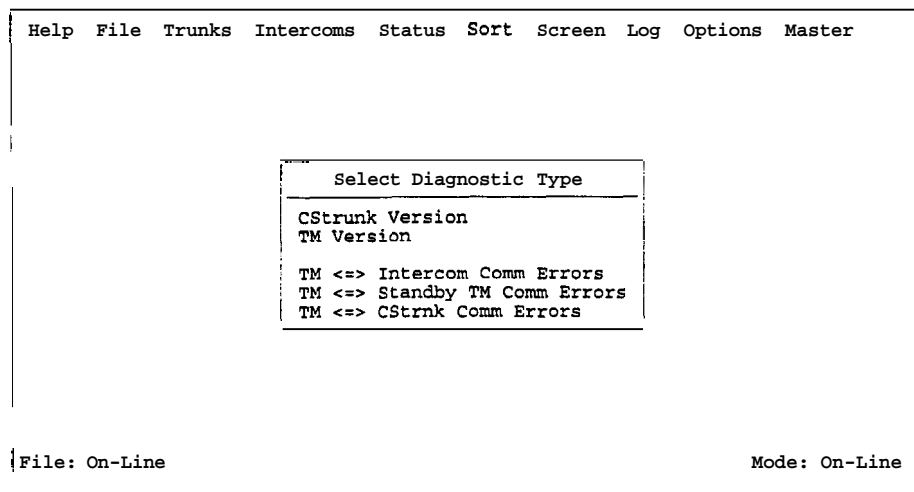 Help File Trunks Intercoms Status Sort Screen Log Options Master
Select Diagnostic Type
CStrunk Version
TM Version
TM <=> Intercom Comm Errors
TM <=> Standby TM Comm Errors
TM <=> CStrnk Comm Errors
File: On-Line Mode: On-Line